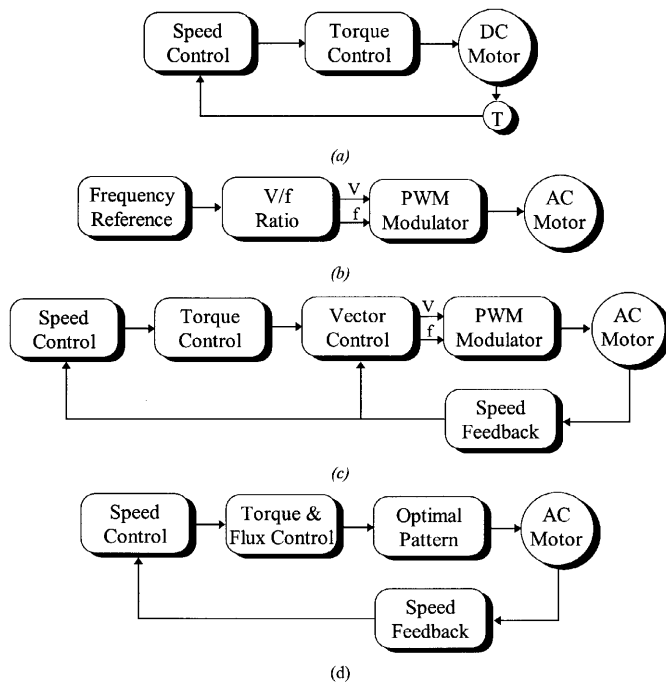 Speed
Control
Torque
Control
DC
Motor
T
(a)
Frequency
Reference
V/f
Ratio
V
f
PWM
Modulator
AC
Motor
(b)
Speed
Control
Torque
Control
Vector
Control
V
f
PWM
Modulator
AC
Motor
Speed
Feedback
(c)
Speed
Control
Torque &
Flux Control
Optimal
Pattern
AC
Motor
Speed
Feedback
(d)